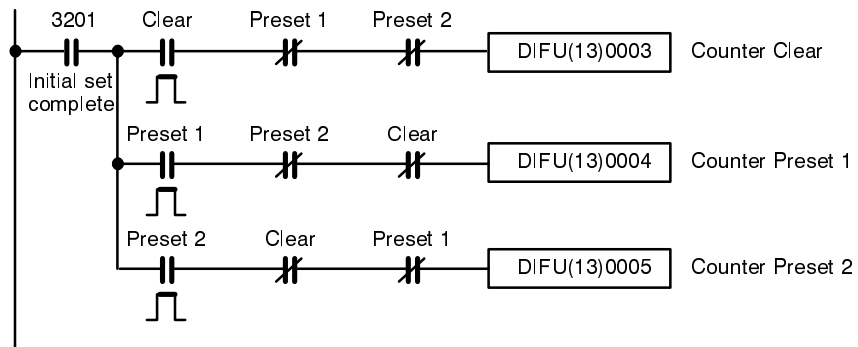 3201 Clear Preset 1 Preset 2
DIFU(13)0003 Counter Clear
Initial set
complete
Preset 1 Preset 2 Clear
DIFU(13)0004 Counter Preset 1
Preset 2 Clear Preset 1
DIFU(13)0005 Counter Preset 2